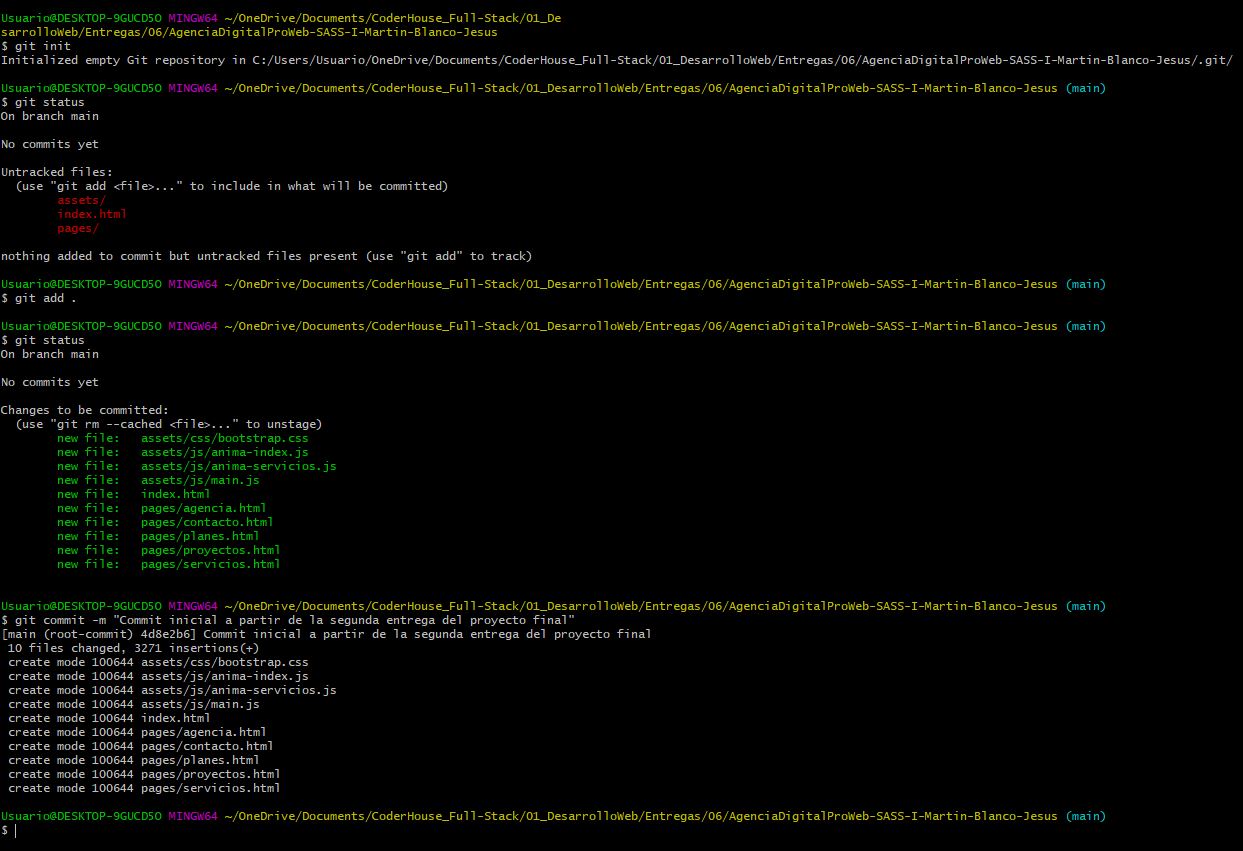 Usuario@DESKTOP-9GUCD5O MINGW64 ~/OneDrive/Documents/CoderHouse_Full-Stack/01_De
sarrolloWeb/Entregas/06/AgenciaDigitalProWeb-SASS-I-Martin-Blanco-Jesus
$ git init
Initialized empty Git repository in C:/Users/Usuario/OneDrive/Documents/CoderHouse_Full-Stack/01_DesarrolloWeb/Entregas/06/AgenciaDigitalProWeb-SASS-I-Martin-Blanco-Jesus/.git/
Usuario@DESKTOP-9GUCD5O MINGW64 ~/OneDrive/Documents/CoderHouse_Full-Stack/01_DesarrolloWeb/Entregas/06/AgenciaDigitalProWeb-SASS-I-Martin-Blanco-Jesus (main)
$ git status
On branch main
No commits yet
Untracked files:
(use "git add <file>..." to include in what will be committed)
assets/
index.html
pages/
nothing added to commit but untracked files present (use "git add" to track)
Usuario@DESKTOP-9GUCD5O MINGW64 ~/OneDrive/Documents/CoderHouse_Full-Stack/01_DesarrolloWeb/Entregas/06/AgenciaDigitalProWeb-SASS-I-Martin-Blanco-Jesus (main)
$ git add .
Usuario@DESKTOP-9GUCD5O MINGW64 ~/OneDrive/Documents/CoderHouse_Full-Stack/01_DesarrolloWeb/Entregas/06/AgenciaDigitalProWeb-SASS-I-Martin-Blanco-Jesus (main)
$ git status
On branch main
No commits yet
Changes to be committed:
(use "git rm --cached <file>..." to unstage)
new file:   assets/css/bootstrap.css
new file:   assets/js/anima-index.js
new file:   assets/js/anima-servicios.js
new file:   assets/js/main.js
new file:   index.html
new file:   pages/agencia.html
new file:   pages/contacto.html
new file:   pages/planes.html
new file:   pages/proyectos.html
new file:   pages/servicios.html
Usuario@DESKTOP-9GUCD5O MINGW64 ~/OneDrive/Documents/CoderHouse_Full-Stack/01_DesarrolloWeb/Entregas/06/AgenciaDigitalProWeb-SASS-I-Martin-Blanco-Jesus (main)
$ git commit -m "Commit inicial a partir de la segunda entrega del proyecto final"
[main (root-commit) 4d8e2b6] Commit inicial a partir de la segunda entrega del proyecto final
10 files changed, 3271 insertions(+)
create mode 100644 assets/css/bootstrap.css
create mode 100644 assets/js/anima-index.js
create mode 100644 assets/js/anima-servicios.js
create mode 100644 assets/js/main.js
create mode 100644 index.html
create mode 100644 pages/agencia.html
create mode 100644 pages/contacto.html
create mode 100644 pages/planes.html
create mode 100644 pages/proyectos.html
create mode 100644 pages/servicios.html
Usuario@DESKTOP-9GUCD5O MINGW64 ~/OneDrive/Documents/CoderHouse_Full-Stack/01_DesarrolloWeb/Entregas/06/AgenciaDigitalProWeb-SASS-I-Martin-Blanco-Jesus (main)
$